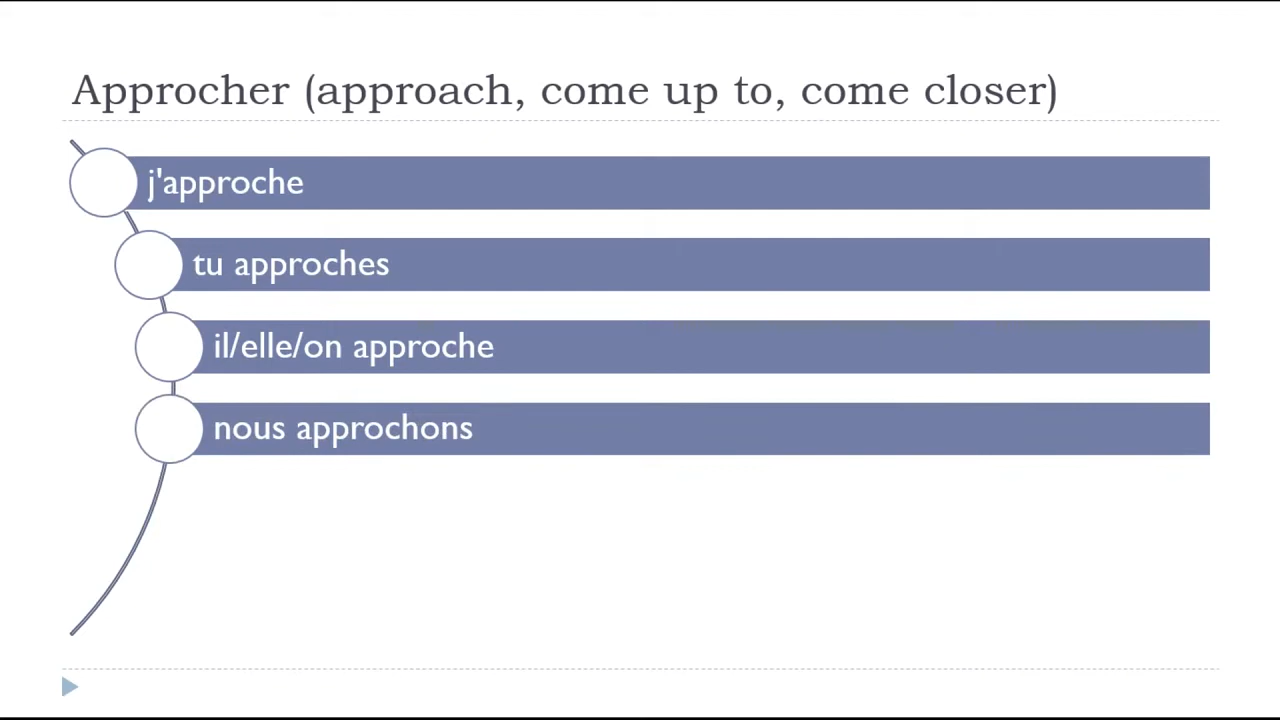 Approcher (approach, come up to, come closer)
j'approche
tu approches
il/elle/on approche
nous approchons